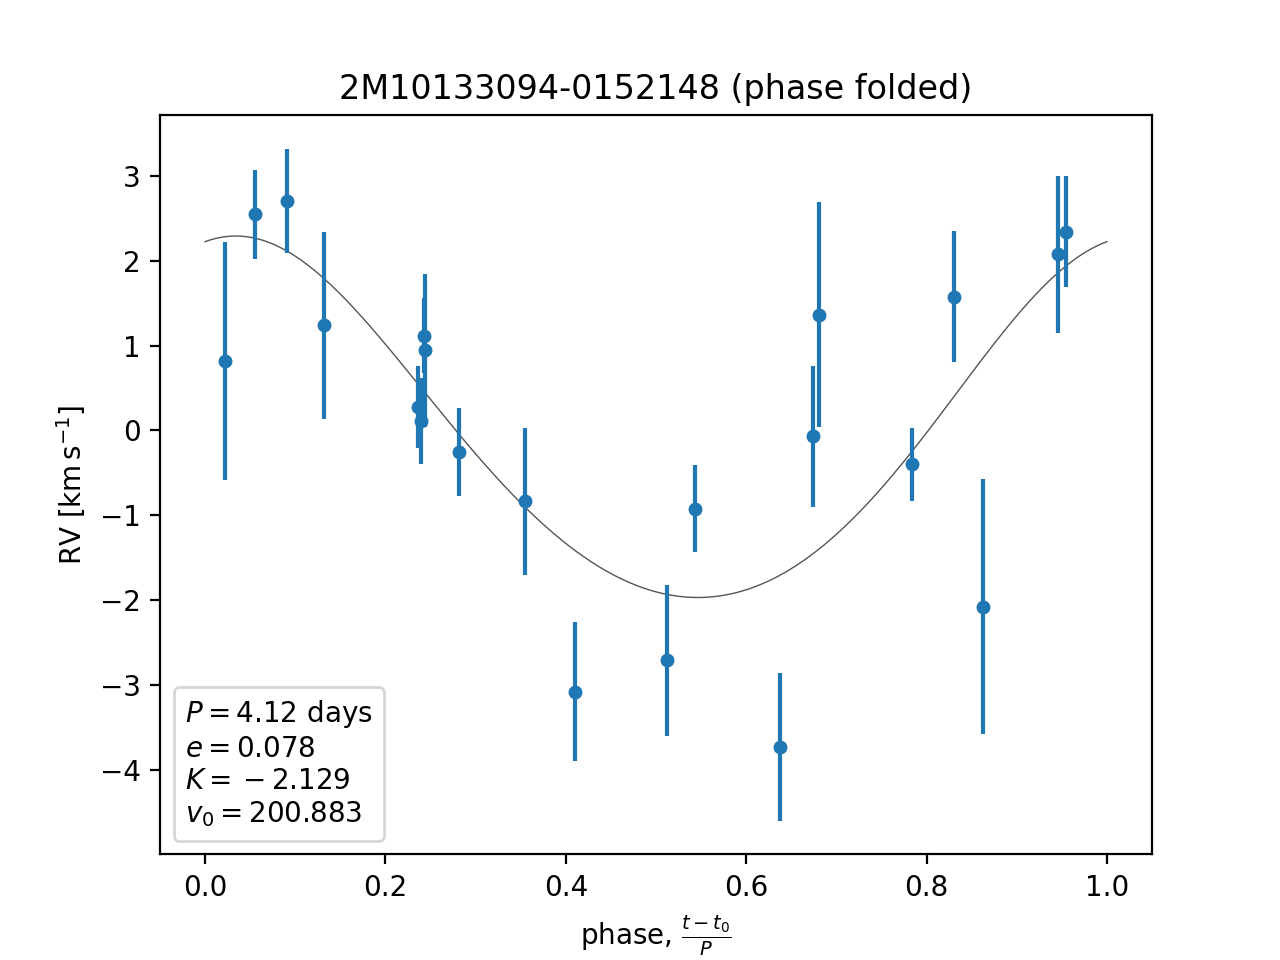 2M10133094-0152148 (phase folded)
3
2
1
0
−1
−2
−3
−4
RV [km s−1]
P = 4.12 days
e = 0.078
K = − 2.129
v0 = 200.883
0.0 0.2 0.4 0.6 0.8 1.0
phase, t − t0 / P